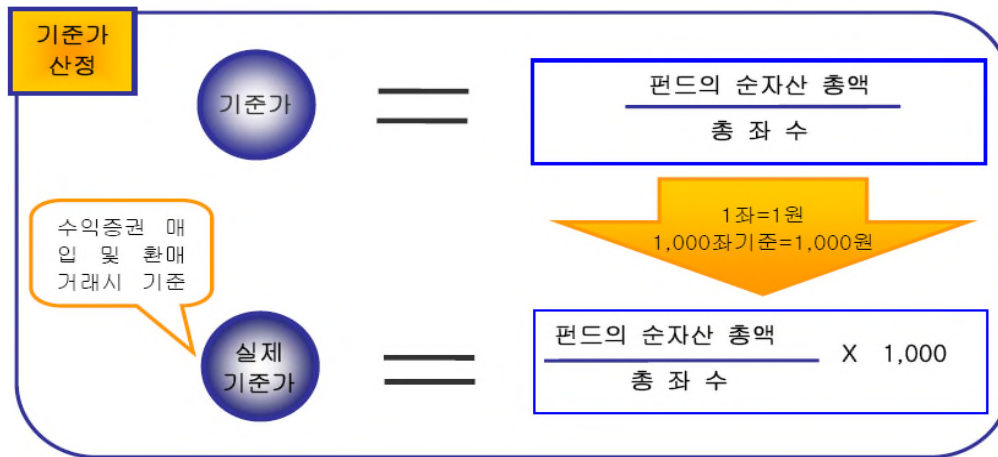 기준가
산정
기준가
펀드의 순자산 총액
총 좌 수
1좌=1원
1,000좌기준=1,000원
수익증권 매
입 및 환매
거래시 기준
실제
기준가
펀드의 순자산 총액
총 좌 수
X 1,000